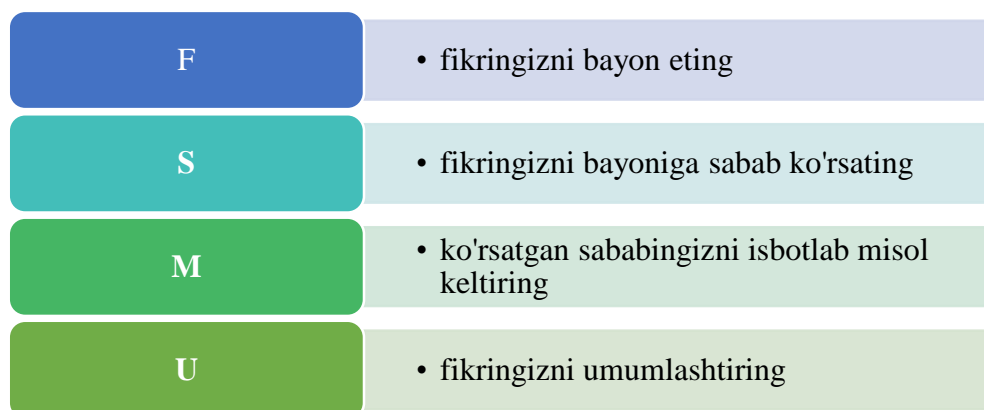 F
• fikringizni bayon eting
S
• fikringizni bayoniga sabab ko'rsating
M
• ko'rsatgan sababingizni isbotlab misol
keltiring
U
• fikringizni umumlashtiring